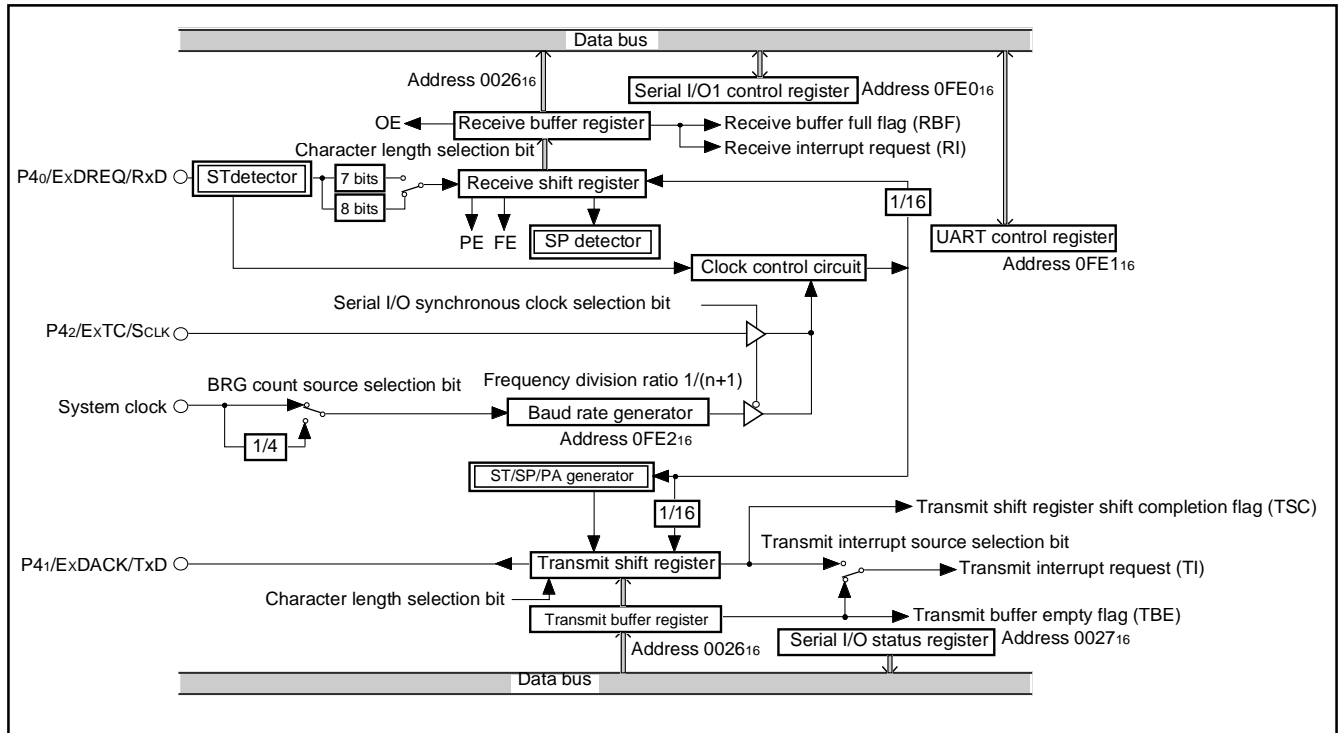 Data bus
Address 002616
Serial I/O1 control register
Address 0FE016
OE
Receive buffer register
Receive buffer full flag (RBF)
Character length selection bit
Receive interrupt request (RI)
P40/EXDREQ/RxD
STdetector
7 bits
8 bits
Receive shift register
1/16
PE
FE
SP detector
UART control register
Address 0FE116
Clock control circuit
Serial I/O synchronous clock selection bit
P42/EXTC/SCLK
BRG count source selection bit
Frequency division ratio 1/(n+1)
System clock
Baud rate generator
1/4
Address 0FE216
ST/SP/PA generator
1/16
Transmit shift register shift completion flag (TSC)
Transmit interrupt source selection bit
P41/EXDACK/TxD
Transmit shift register
Transmit interrupt request (TI)
Character length selection bit
Transmit buffer register
Transmit buffer empty flag (TBE)
Address 002616
Serial I/O status register
Address 002716
Data bus